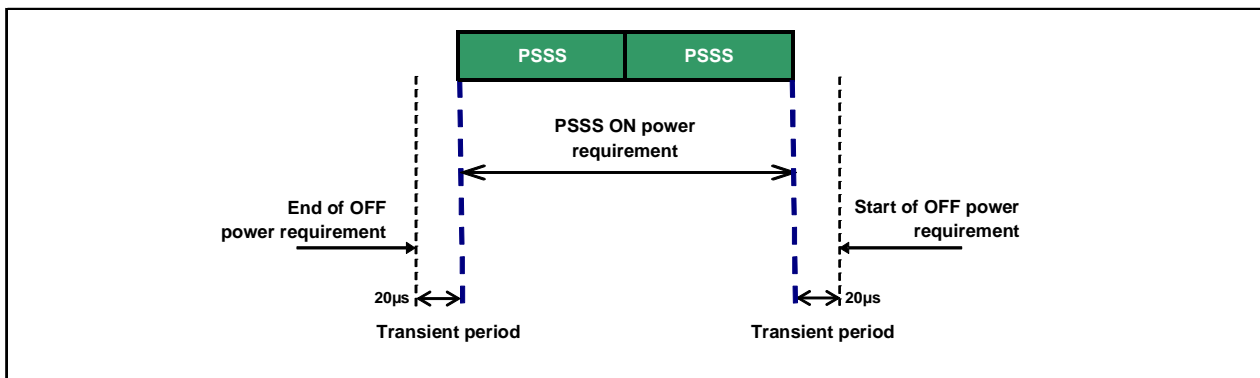 PSSS PSSS
PSSS ON power
requirement
End of OFF
power requirement
Start of OFF power
requirement
20µs
20µs
Transient period
Transient period